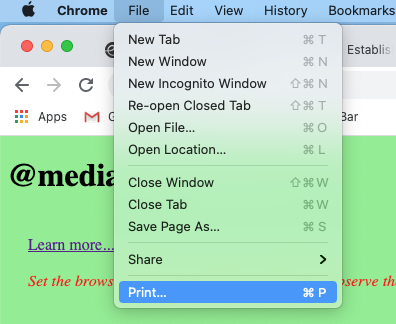 Chrome File Edit View History Bookmarks
New Tab ⌘ T
Establis
New Window ⌘ N
New Incognito Window ⇧⌘ N
Re-open Closed Tab ⇧⌘ T
Open File... ⌘ O
Apps Bar
Open Location... ⌘ L
@media
Close Window ⇧⌘ W
Close Tab ⌘ W
Save Page As... ⌘ S
Learn more...
Share
Set the brows
serve th
Print... ⌘ P